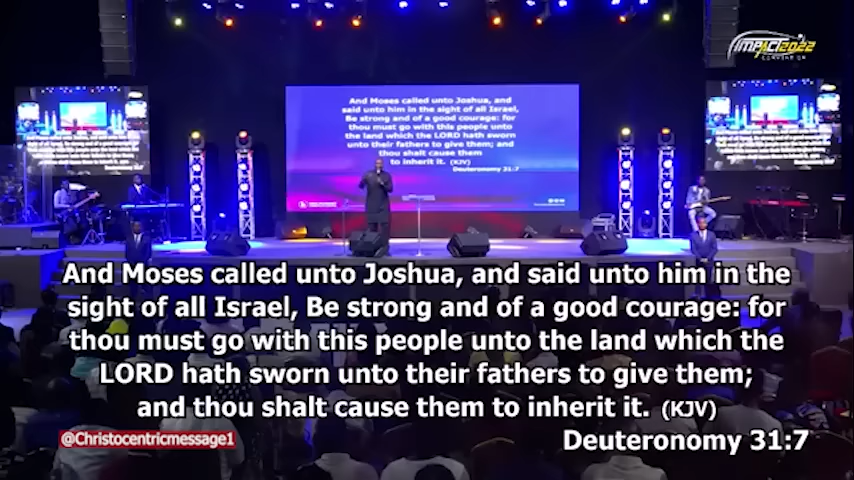 IMPACT2022
CONVENTION
And Moses called unto Joshua, and
said unto him in the sight of all Israel,
Be strong and of a good courage: for
thou must go with this people unto
the land which the LORD hath sworn
unto their fathers to give them; and
thou shalt cause them
to inherit it. (KJV)
Deuteronomy 31:7
And Moses called unto Joshua, and said unto him in the
sight of all Israel, Be strong and of a good courage: for
thou must go with this people unto the land which the
LORD hath sworn unto their fathers to give them;
and thou shalt cause them to inherit it. (KJV)
@Christocentricmessage1
Deuteronomy 31:7